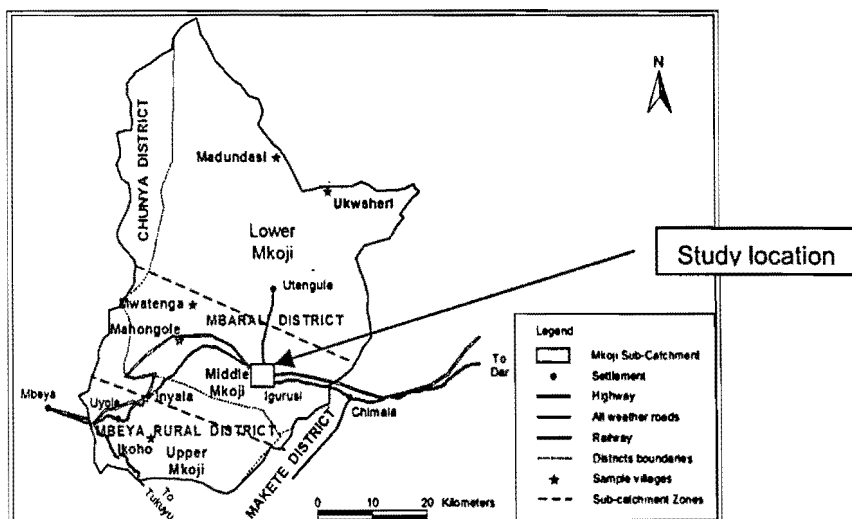 N
CHUNYA DISTRICT
Madundasi
Ukwaheri
Lower
Mkoji
Study location
Utengule
Mwatenga
MBARALI DISTRICT
Mahongole
Legend
Mkoji Sub-Catchment
Settlement
Highway
All weather roads
Railway
Districts boundaries
Sample villages
Sub-catchment Zones
To
Dar
Middle
Mkoji
Igurusi
Chimala
Mbeya
Uyole
Inyala
MBEYA RURAL DISTRICT
Ikoho
Upper
Mkoji
MAKETE DISTRICT
To
Tukuyu
0 10 20 Kilometers